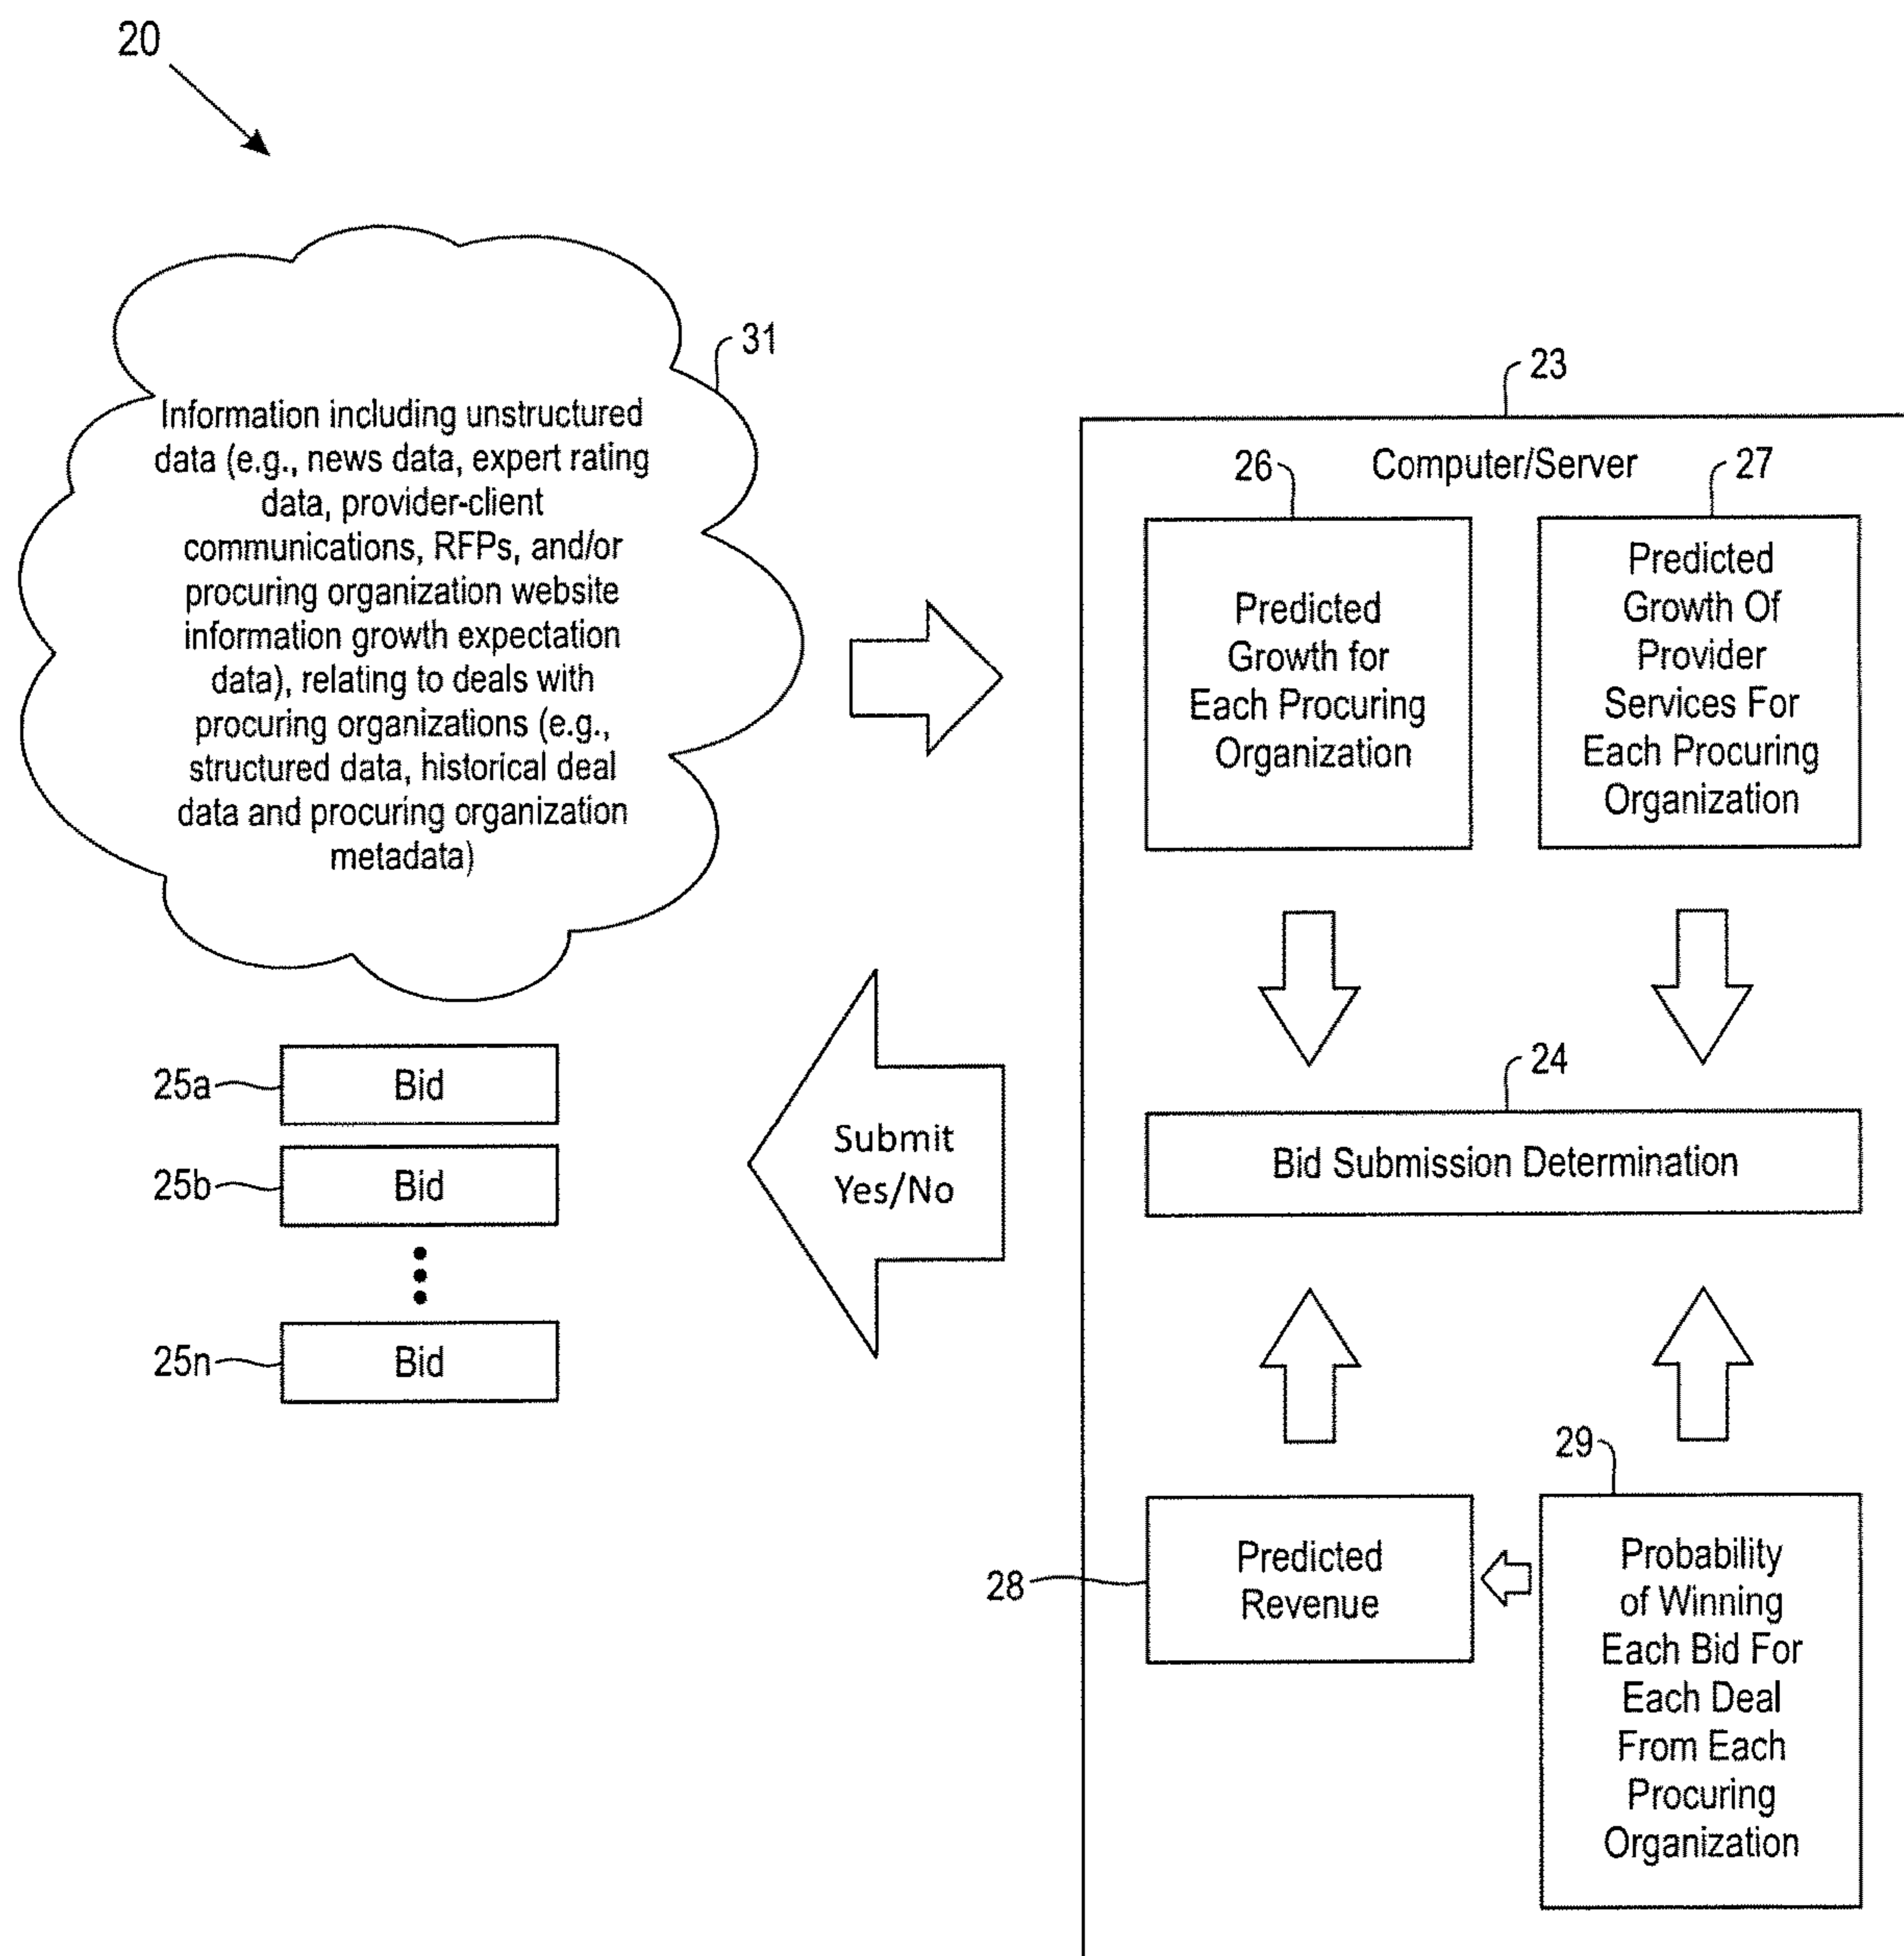 20
31
Information including unstructured
data (e.g., news data, expert rating
data, provider-client
communications, RFPs, and/or
procuring organization website
information growth expectation
data), relating to deals with
procuring organizations (e.g.,
structured data, historical deal
data and procuring organization
metadata)
23
Computer/Server
26
Predicted
Growth for
Each Procuring
Organization
27
Predicted
Growth Of
Provider
Services For
Each Procuring
Organization
24
Bid Submission Determination
Submit
Yes/No
25a
Bid
25b
Bid
25n
Bid
28
Predicted
Revenue
29
Probability
of Winning
Each Bid For
Each Deal
From Each
Procuring
Organization